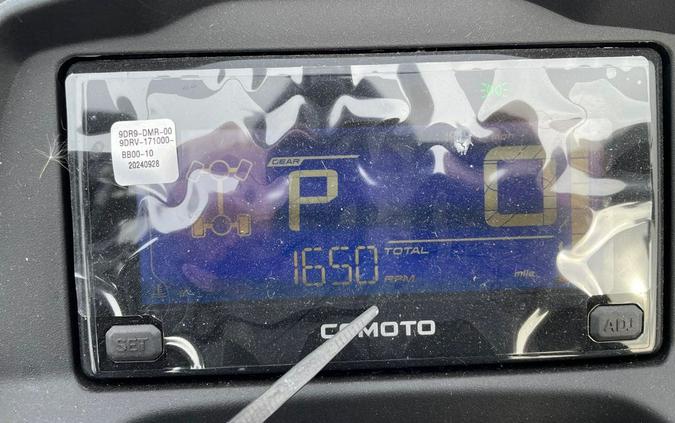 9DR9-DMR-00
9DRV-171000-
BB00-10
20240928
GEAR
P
0
TOTAL
1650 RPM
mile
CFMOTO
SET
ADJ